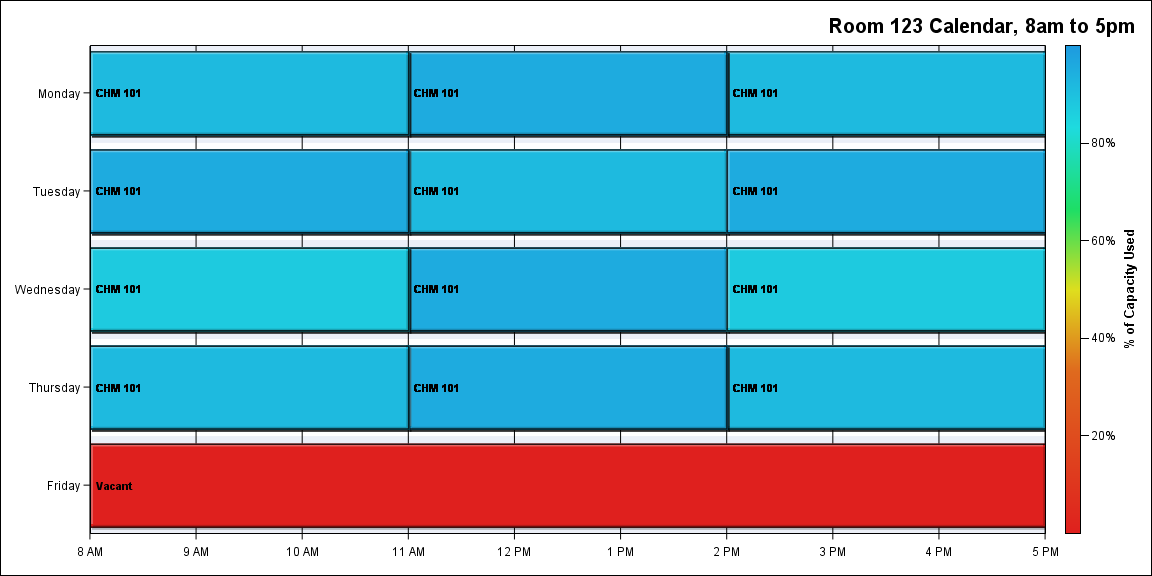 Room 123 Calendar, 8am to 5pm
Monday
CHM 101
CHM 101
CHM 101
Tuesday
CHM 101
CHM 101
CHM 101
Wednesday
CHM 101
CHM 101
CHM 101
Thursday
CHM 101
CHM 101
CHM 101
Friday
Vacant
8 AM
9 AM
10 AM
11 AM
12 PM
1 PM
2 PM
3 PM
4 PM
5 PM
80%
60%
40%
20%
% of Capacity Used